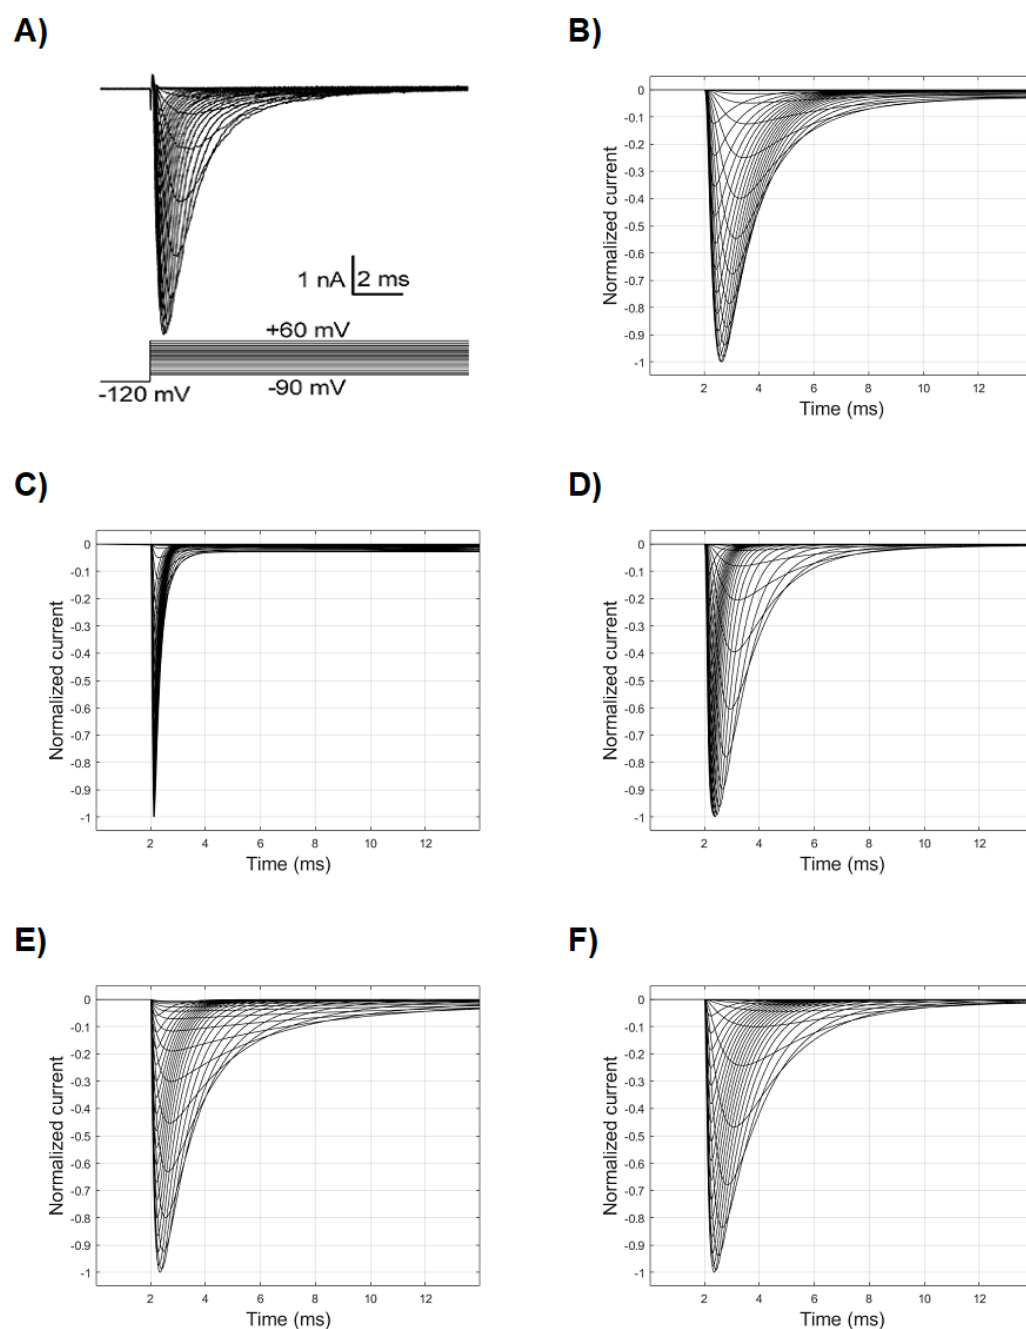 A)
1 nA
2 ms
+60 mV
-120 mV
-90 mV
B)
0
-0.1
-0.2
-0.3
-0.4
-0.5
-0.6
-0.7
-0.8
-0.9
-1
Normalized current
2 4 6 8 10 12
Time (ms)
C)
0
-0.1
-0.2
-0.3
-0.4
-0.5
-0.6
-0.7
-0.8
-0.9
-1
Normalized current
2 4 6 8 10 12
Time (ms)
D)
0
-0.1
-0.2
-0.3
-0.4
-0.5
-0.6
-0.7
-0.8
-0.9
-1
Normalized current
2 4 6 8 10 12
Time (ms)
E)
0
-0.1
-0.2
-0.3
-0.4
-0.5
-0.6
-0.7
-0.8
-0.9
-1
Normalized current
2 4 6 8 10 12
Time (ms)
F)
0
-0.1
-0.2
-0.3
-0.4
-0.5
-0.6
-0.7
-0.8
-0.9
-1
Normalized current
2 4 6 8 10 12
Time (ms)